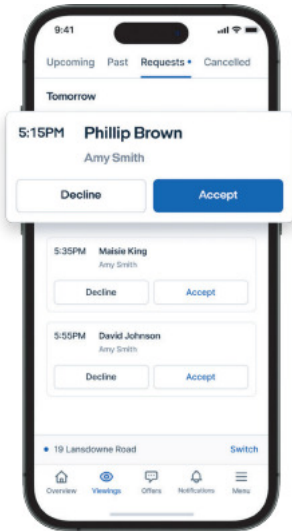 9:41
Upcoming Past Requests Cancelled
Tomorrow
5:15PM Phillip Brown
Amy Smith
Decline Accept
5:35PM Maisie King
Amy Smith
Decline Accept
5:55PM David Johnson
Amy Smith
Decline Accept
19 Lansdowne Road Switch
Overview Viewings Offers Notifications Menu